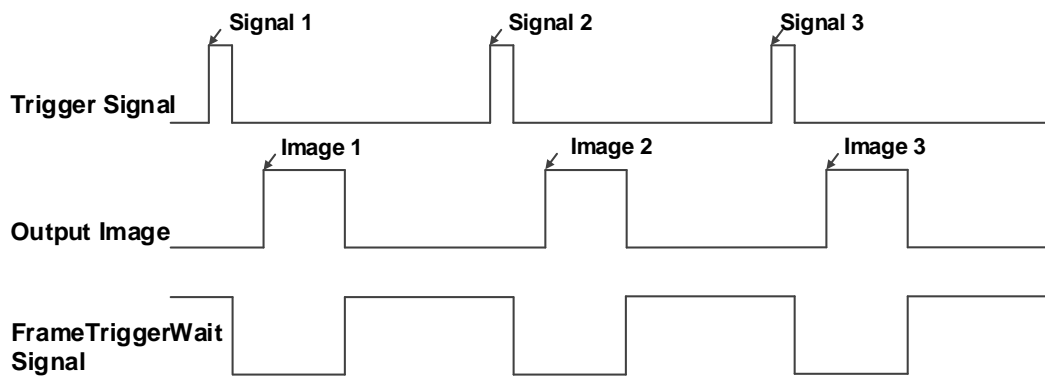 Signal 1
Signal 2
Signal 3
Trigger Signal
Image 1
Image 2
Image 3
Output Image
FrameTriggerWait
Signal